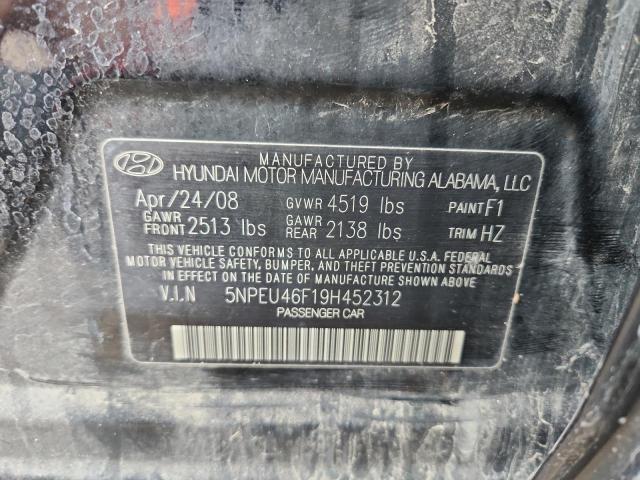 MANUFACTURED BY
HYUNDAI MOTOR MANUFACTURING ALABAMA, LLC
Apr/24/08 GVWR 4519 lbs PAINT F1
GAWR FRONT 2513 lbs GAWR REAR 2138 lbs TRIM HZ
THIS VEHICLE CONFORMS TO ALL APPLICABLE U.S.A. FEDERAL
MOTOR VEHICLE SAFETY, BUMPER, AND THEFT PREVENTION STANDARDS
IN EFFECT ON THE DATE OF MANUFACTURE SHOWN ABOVE.
V.I.N 5NPEU46F19H452312
PASSENGER CAR